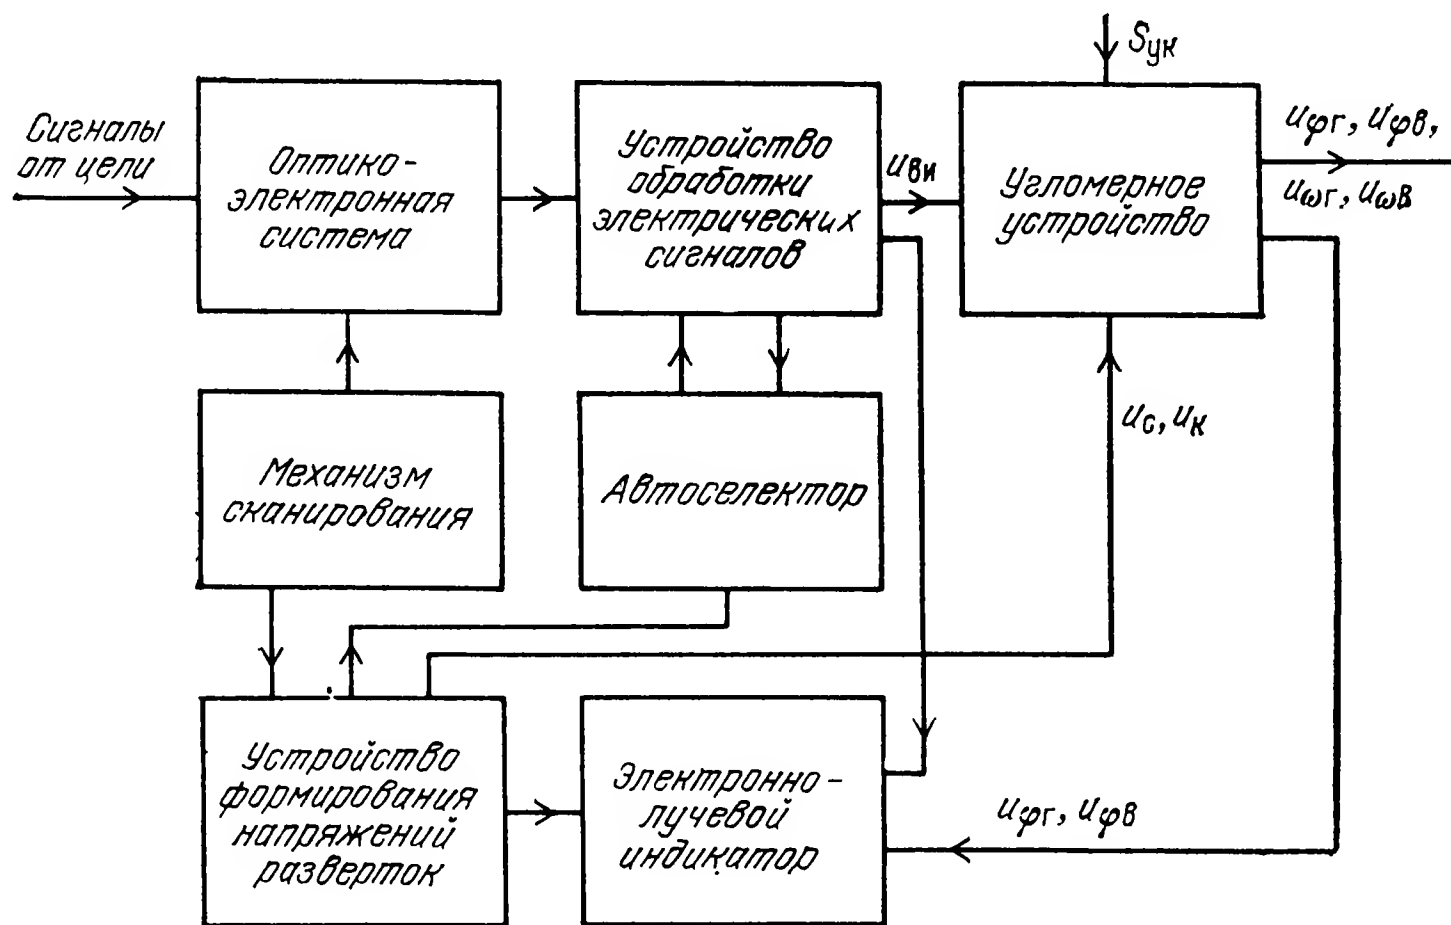 Sук
Сигналы
от цели
Оптико-
электронная
система
Устройство
обработки
электрических
сигналов
uви
Угломерное
устройство
uφг, uφв,
uωг, uωв
Механизм
сканирования
Автоселектор
uс, uк
Устройство
формирования
напряжений
разверток
Электронно-
лучевой
индикатор
uφг, uφв